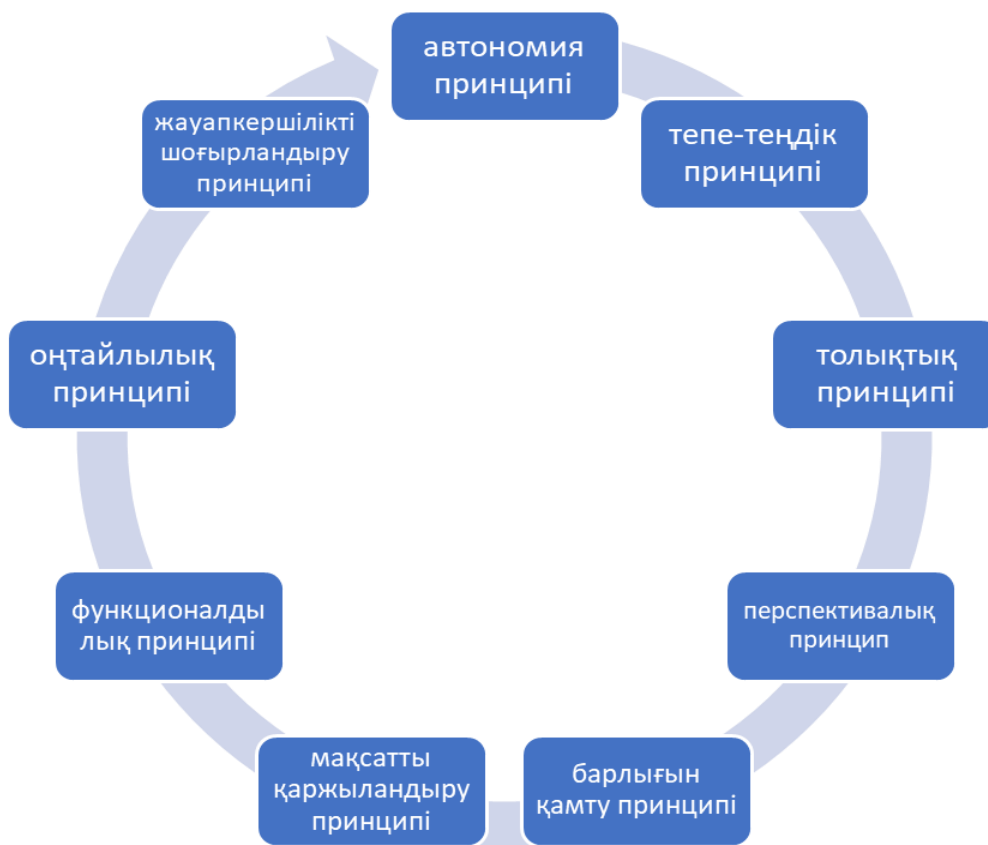 автономия
принципі
тепе-теңдік
принципі
толықтық
принципі
перспективалық
принцип
барлығын
қамту принципі
мақсатты
қаржыландыру
принципі
функционалды
лық принципі
оңтайлылық
принципі
жауапкершілікті
шоғырландыру
принципі